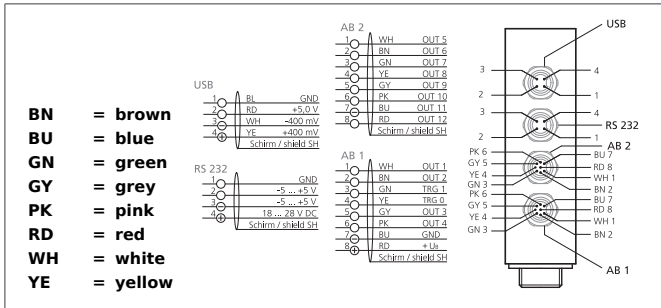 BN = brown
BU = blue
GN = green
GY = grey
PK = pink
RD = red
WH = white
YE = yellow
USB
1 BL GND
2 RD +5,0 V
3 WH -400 mV
4 YE +400 mV
Schirm / shield SH
RS 232
1 GND
2 -5 ... +5 V
3 -5 ... +5 V
4 18 ... 28 V DC
Schirm / shield SH
AB 2
1 WH OUT 5
2 BN OUT 6
3 GN OUT 7
4 YE OUT 8
5 GY OUT 9
6 PK OUT 10
7 BU OUT 11
8 RD OUT 12
Schirm / shield SH
AB 1
1 WH OUT 1
2 BN OUT 2
3 GN TRG 1
4 YE TRG 0
5 GY OUT 3
6 PK OUT 4
7 BU GND
8 RD + UB
Schirm / shield SH
USB
3 4
2 1
3 4
RS 232
2 1
AB 2
PK 6 BU 7
GY 5 RD 8
YE 4 WH 1
GN 3 BN 2
PK 6 BU 7
GY 5 RD 8
YE 4 WH 1
GN 3 BN 2
AB 1